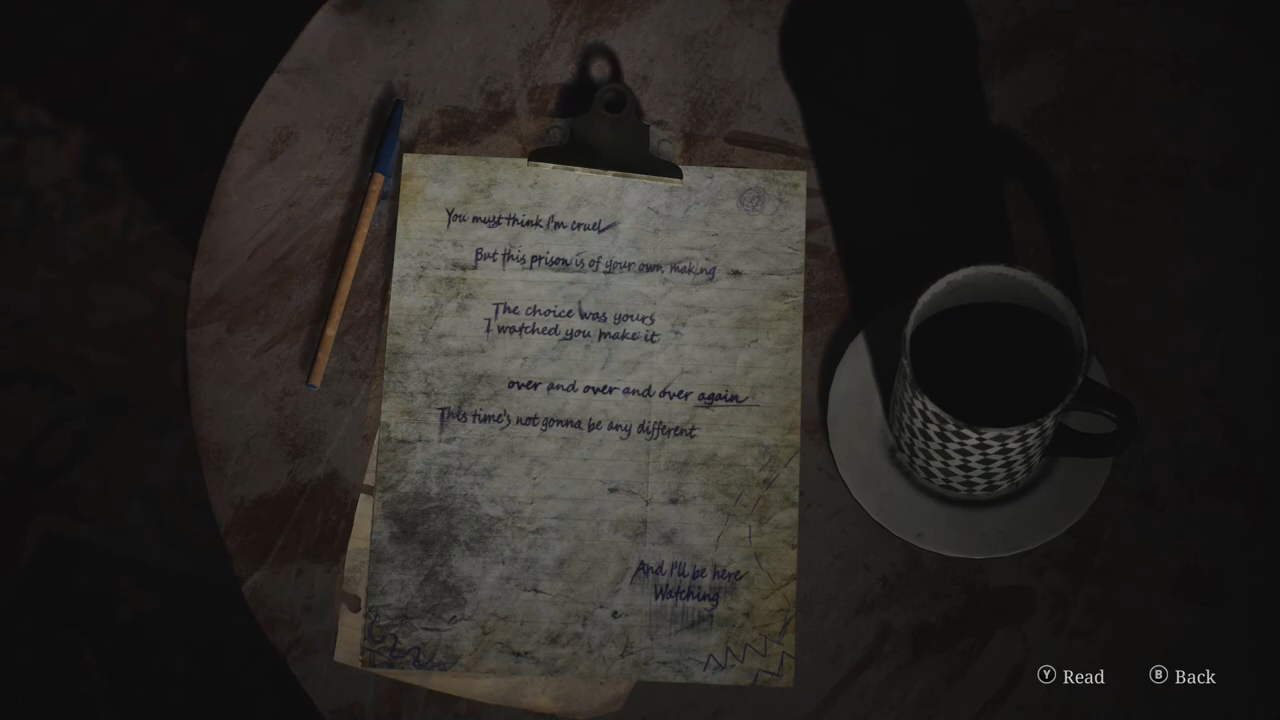 You must think I'm cruel
But this prison is of your own making
The choice was yours
I watched you make it
over and over and over again
This time's not gonna be any different
And I'll be here
Watching
Y Read
B Back